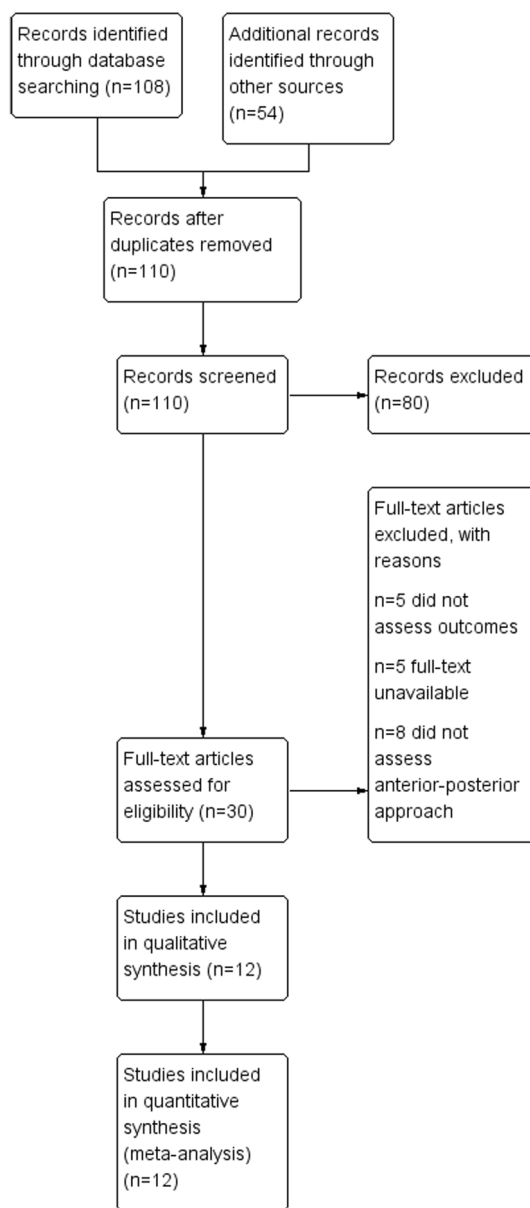 Records identified
through database
searching (n=108)
Additional records
identified through
other sources
(n=54)
Records after
duplicates removed
(n=110)
Records screened
(n=110)
Records excluded
(n=80)
Full-text articles
excluded, with
reasons
n=5 did not
assess outcomes
n=5 full-text
unavailable
n=8 did not
assess
anterior-posterior
approach
Full-text articles
assessed for
eligibility (n=30)
Studies included
in qualitative
synthesis (n=12)
Studies included
in quantitative
synthesis
(meta-analysis)
(n=12)